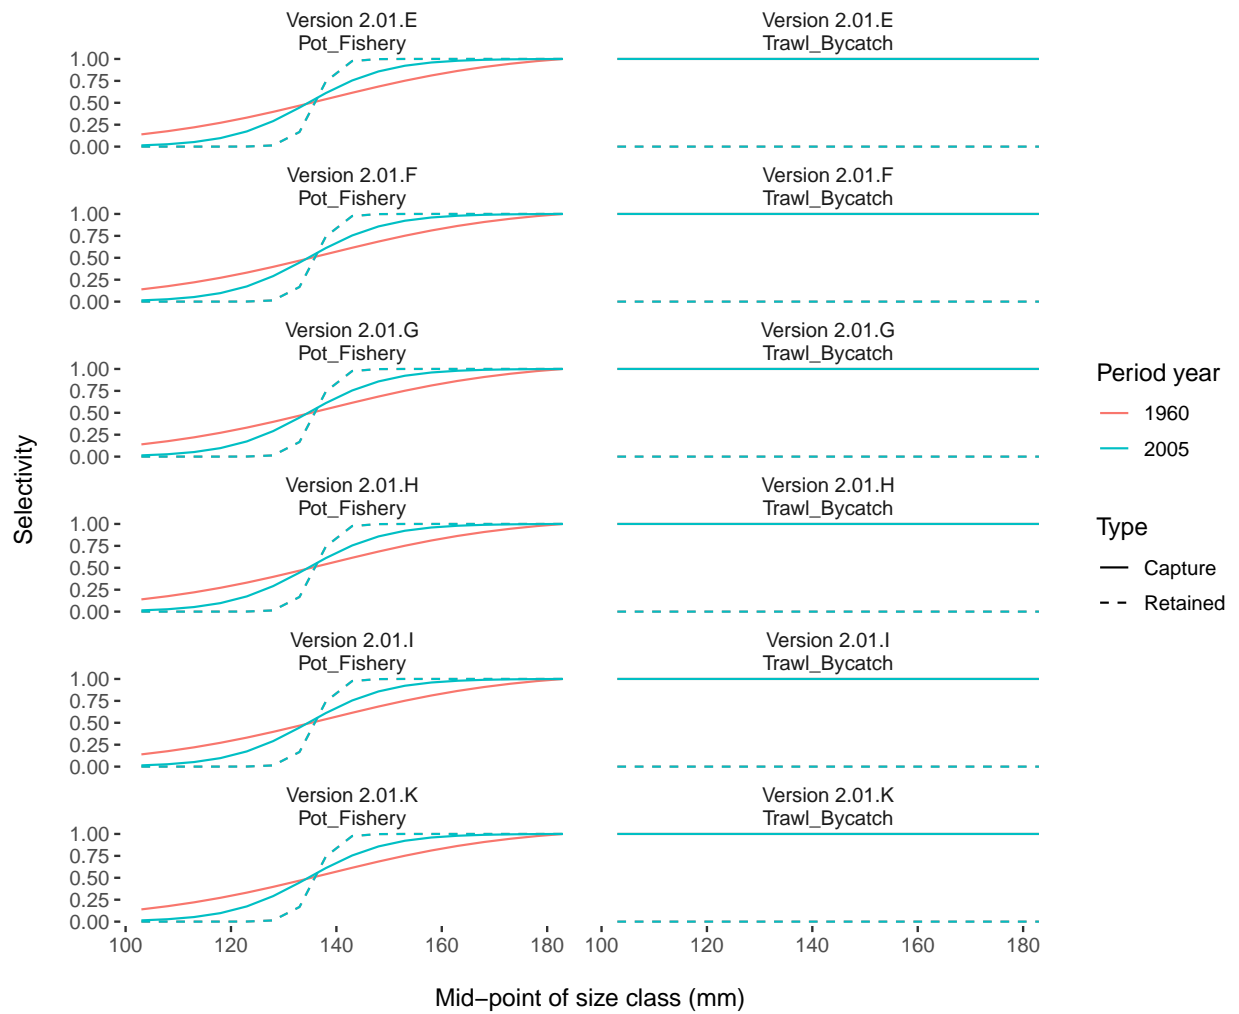 Version 2.01.E
Pot_Fishery
Version 2.01.E
Trawl_Bycatch
1.00
0.75
0.50
0.25
0.00
Version 2.01.F
Pot_Fishery
Version 2.01.F
Trawl_Bycatch
1.00
0.75
0.50
0.25
0.00
Version 2.01.G
Pot_Fishery
Version 2.01.G
Trawl_Bycatch
1.00
0.75
0.50
0.25
0.00
Version 2.01.H
Pot_Fishery
Version 2.01.H
Trawl_Bycatch
1.00
0.75
0.50
0.25
0.00
Version 2.01.I
Pot_Fishery
Version 2.01.I
Trawl_Bycatch
1.00
0.75
0.50
0.25
0.00
Version 2.01.K
Pot_Fishery
Version 2.01.K
Trawl_Bycatch
1.00
0.75
0.50
0.25
0.00
100 120 140 160 180
100 120 140 160 180
Mid−point of size class (mm)
Selectivity
Period year
1960
2005
Type
Capture
Retained